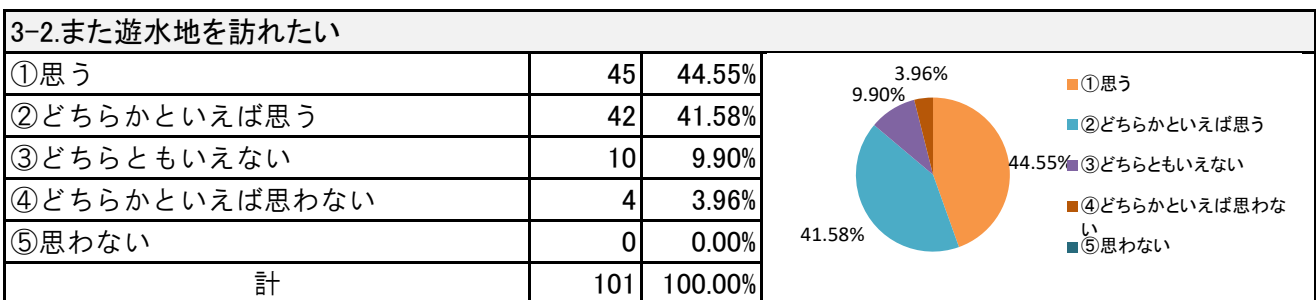 3-2.また遊水地を訪れたい
①思う 45 44.55%
②どちらかといえば思う 42 41.58%
③どちらともいえない 10 9.90%
④どちらかといえば思わない 4 3.96%
⑤思わない 0 0.00%
計 101 100.00%
3.96%
9.90%
44.55%
41.58%
①思う
②どちらかといえば思う
③どちらともいえない
④どちらかといえば思わな
い
⑤思わない